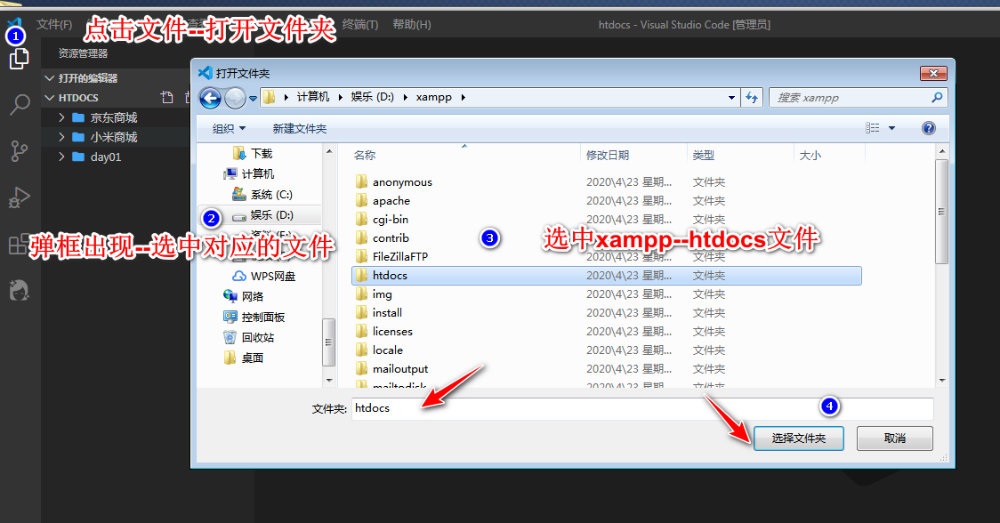 文件(F)
终端(T) 帮助(H)
htdocs - Visual Studio Code [管理员]
点击文件--打开文件夹
1
资源管理器
打开的编辑器
HTDOCS
京东商城
小米商城
day01
打开文件夹
计算机 娱乐 (D:) xampp
搜索 xampp
组织 新建文件夹
下载
计算机
系统 (C:)
娱乐 (D:)
WPS网盘
网络
控制面板
回收站
桌面
2
弹框出现--选中对应的文件
名称 修改日期 类型 大小
anonymous 2020\4\23 星期... 文件夹
apache 2020\4\23 星期... 文件夹
cgi-bin 2020\4\23 星期... 文件夹
contrib
3
选中xampp--htdocs文件
FileZillaFTP 2020\4\23 星期... 文件夹
htdocs 2020\4\23 星期... 文件夹
img 2020\4\23 星期... 文件夹
install 2020\4\23 星期... 文件夹
licenses 2020\4\23 星期... 文件夹
locale 2020\4\23 星期... 文件夹
mailoutput 2020\4\23 星期... 文件夹
mailtodisk 2020\4\23 星期... 文件夹
文件夹: htdocs
4
选择文件夹 取消